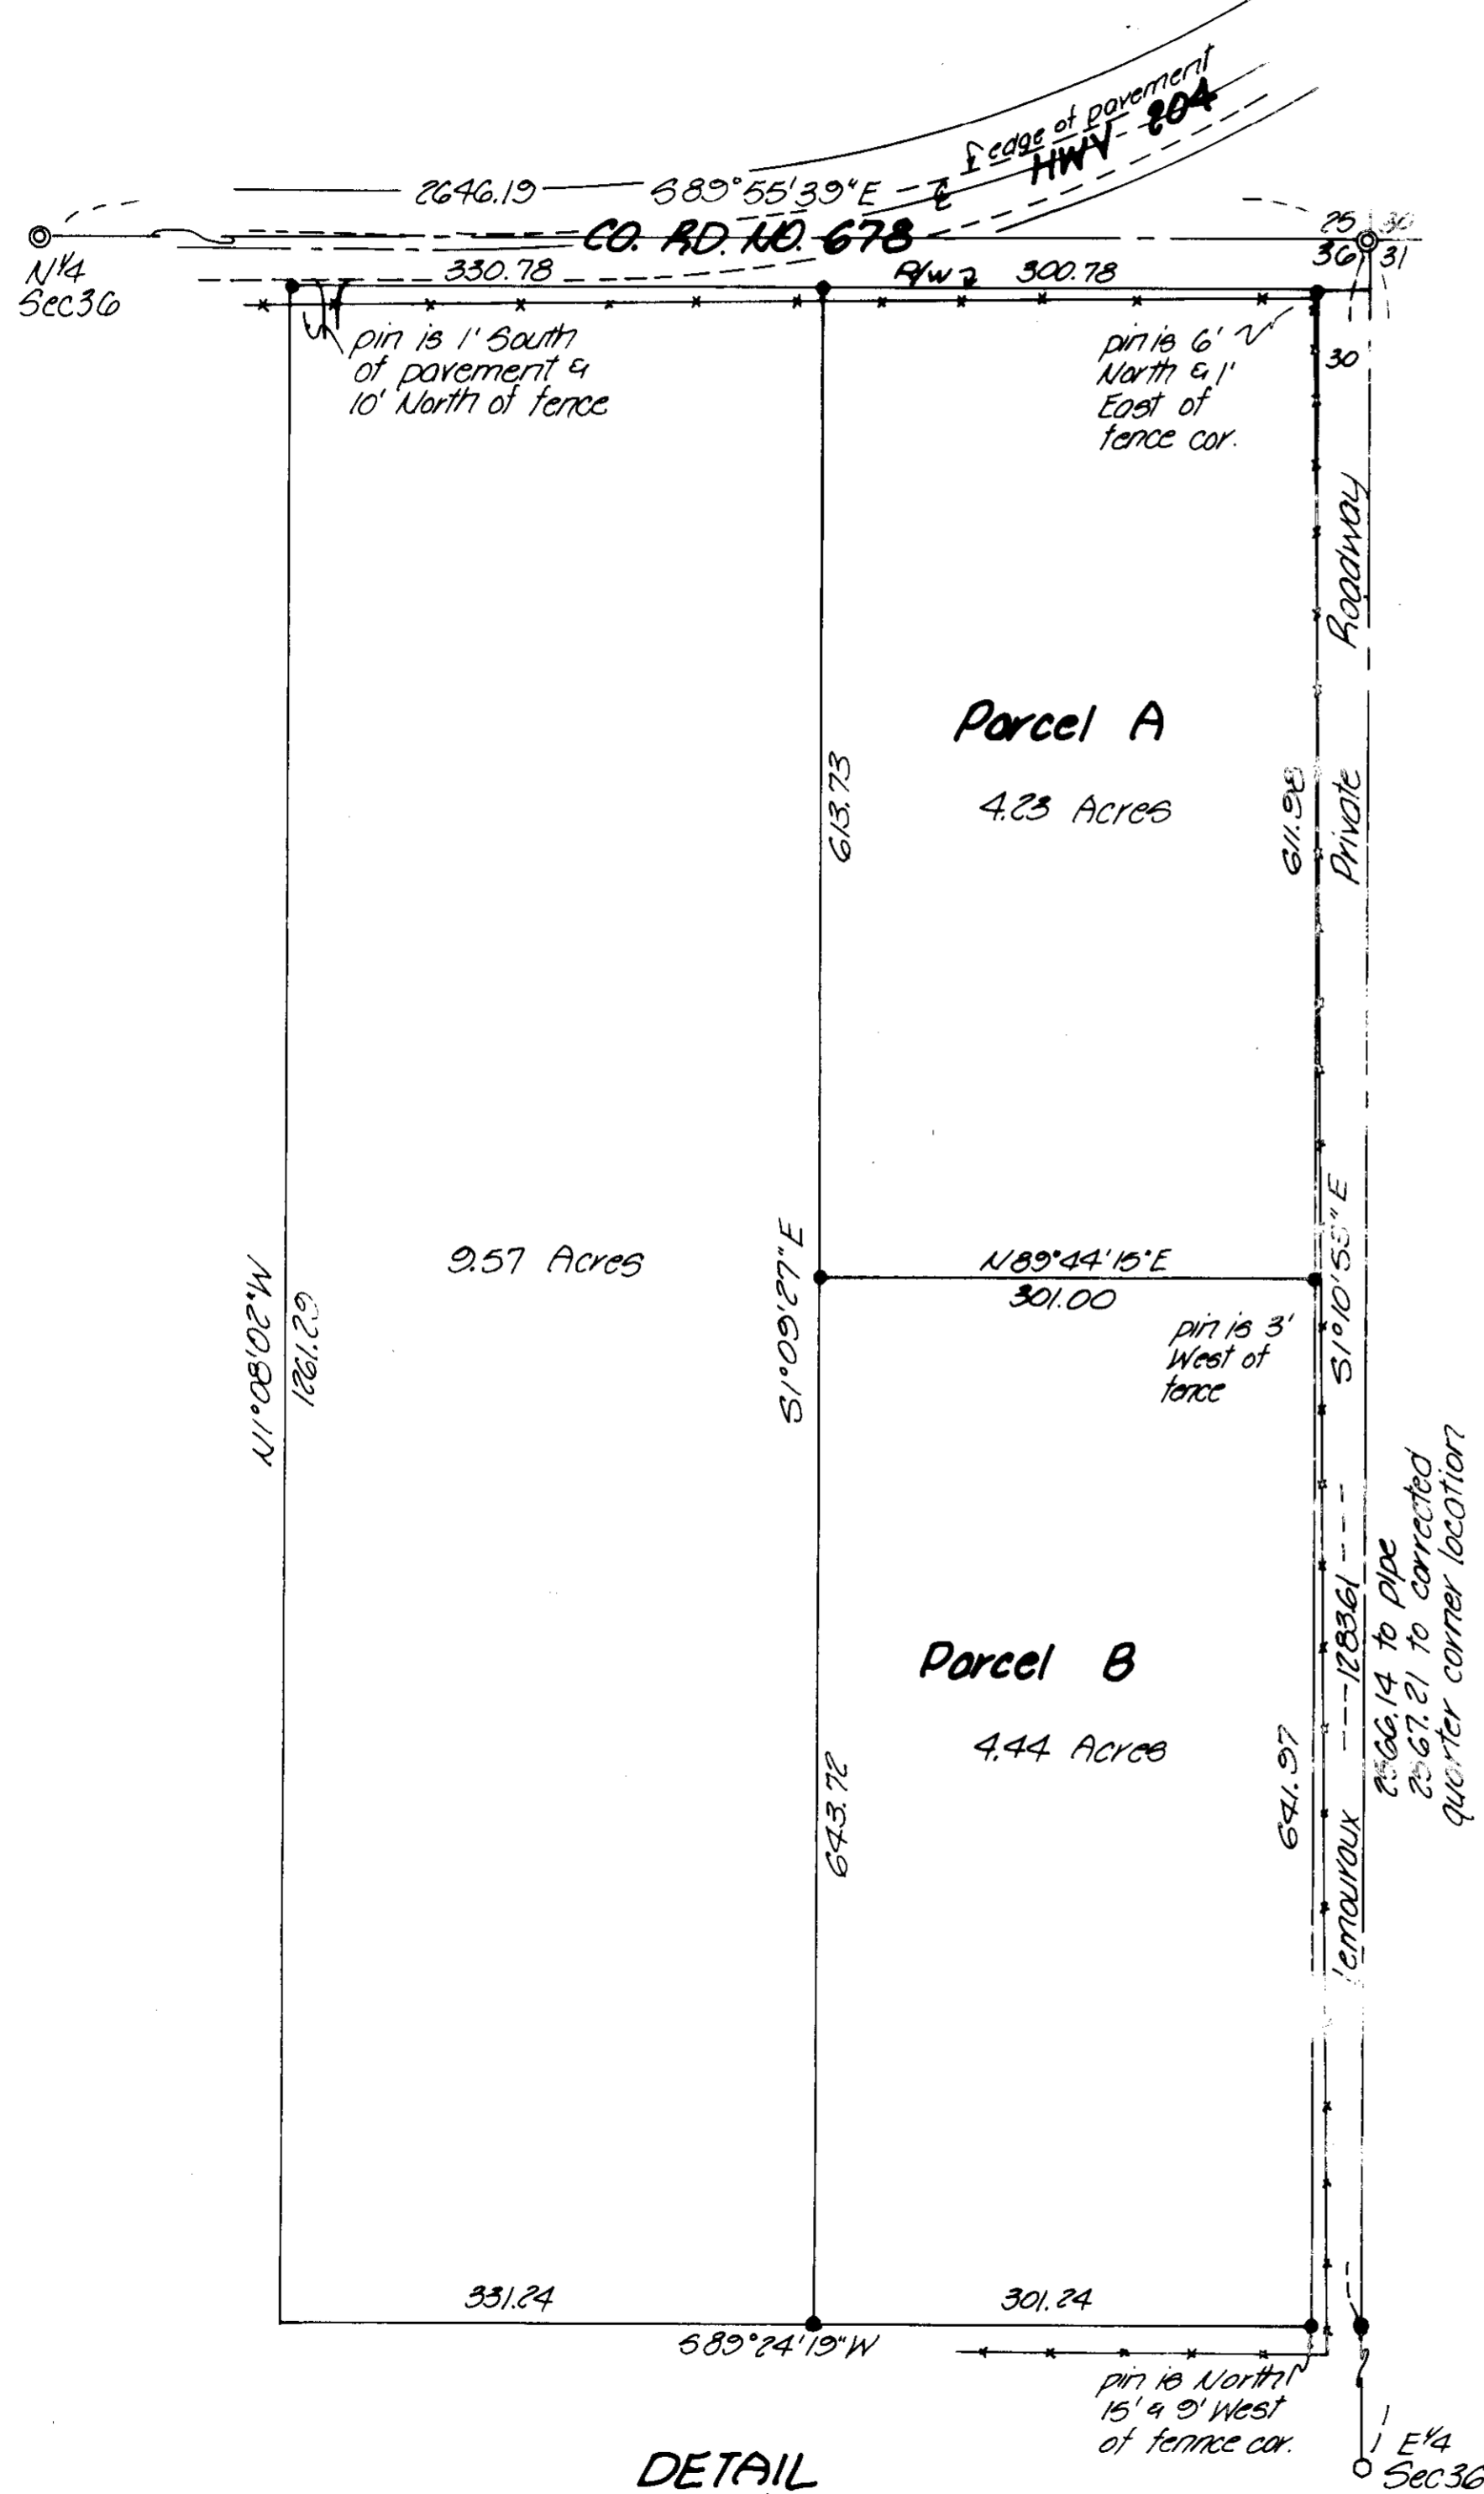 £ edge of pavement
HWY 204
2646.19
S89°55'39"E
℄
CO. RD. NO. 678
25 30
36 31
N1/4
Sec 36
330.78
R/W
300.78
pin is 1' South
of pavement &
10' North of fence
pin is 6'
North & 1'
East of
fence cor.
30
Private Roadway
Parcel A
4.23 Acres
613.73
611.98
9.57 Acres
N1°08'02"W
1261.29
S1°09'27"E
N89°44'15"E
301.00
pin is 3'
West of
fence
S1°10'55"E
Parcel B
4.44 Acres
643.72
641.97
1283.61
2566.14 to pipe
2567.21 to corrected
quarter corner location
331.24
301.24
S89°24'19"W
pin is North
15' & 9' West
of fennce cor.
DETAIL
E1/4
Sec 36